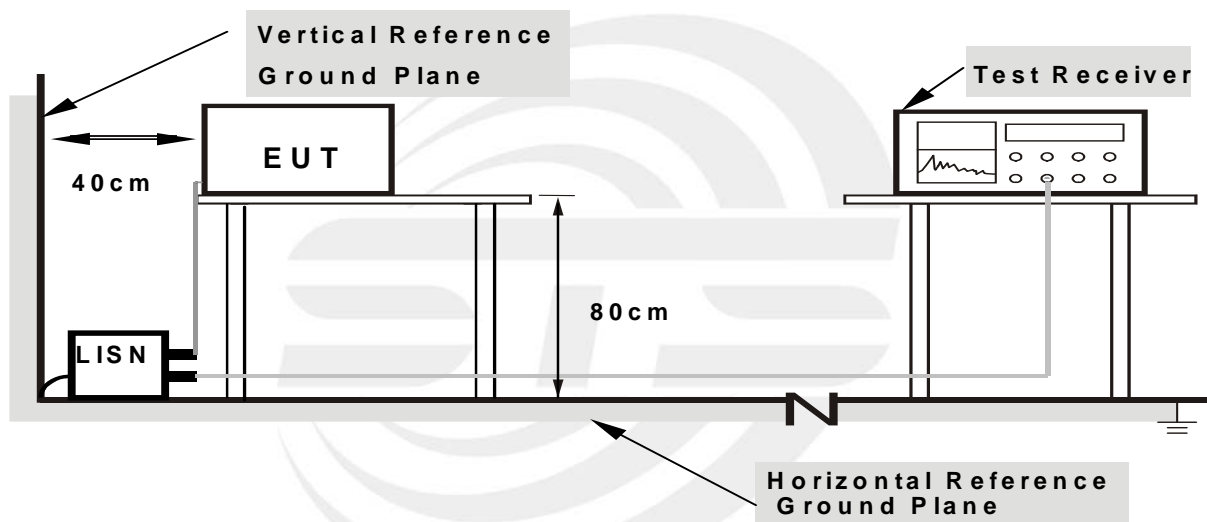 Vertical Reference
Ground Plane
Test Receiver
EUT
40cm
80cm
LISN
Horizontal Reference
Ground Plane